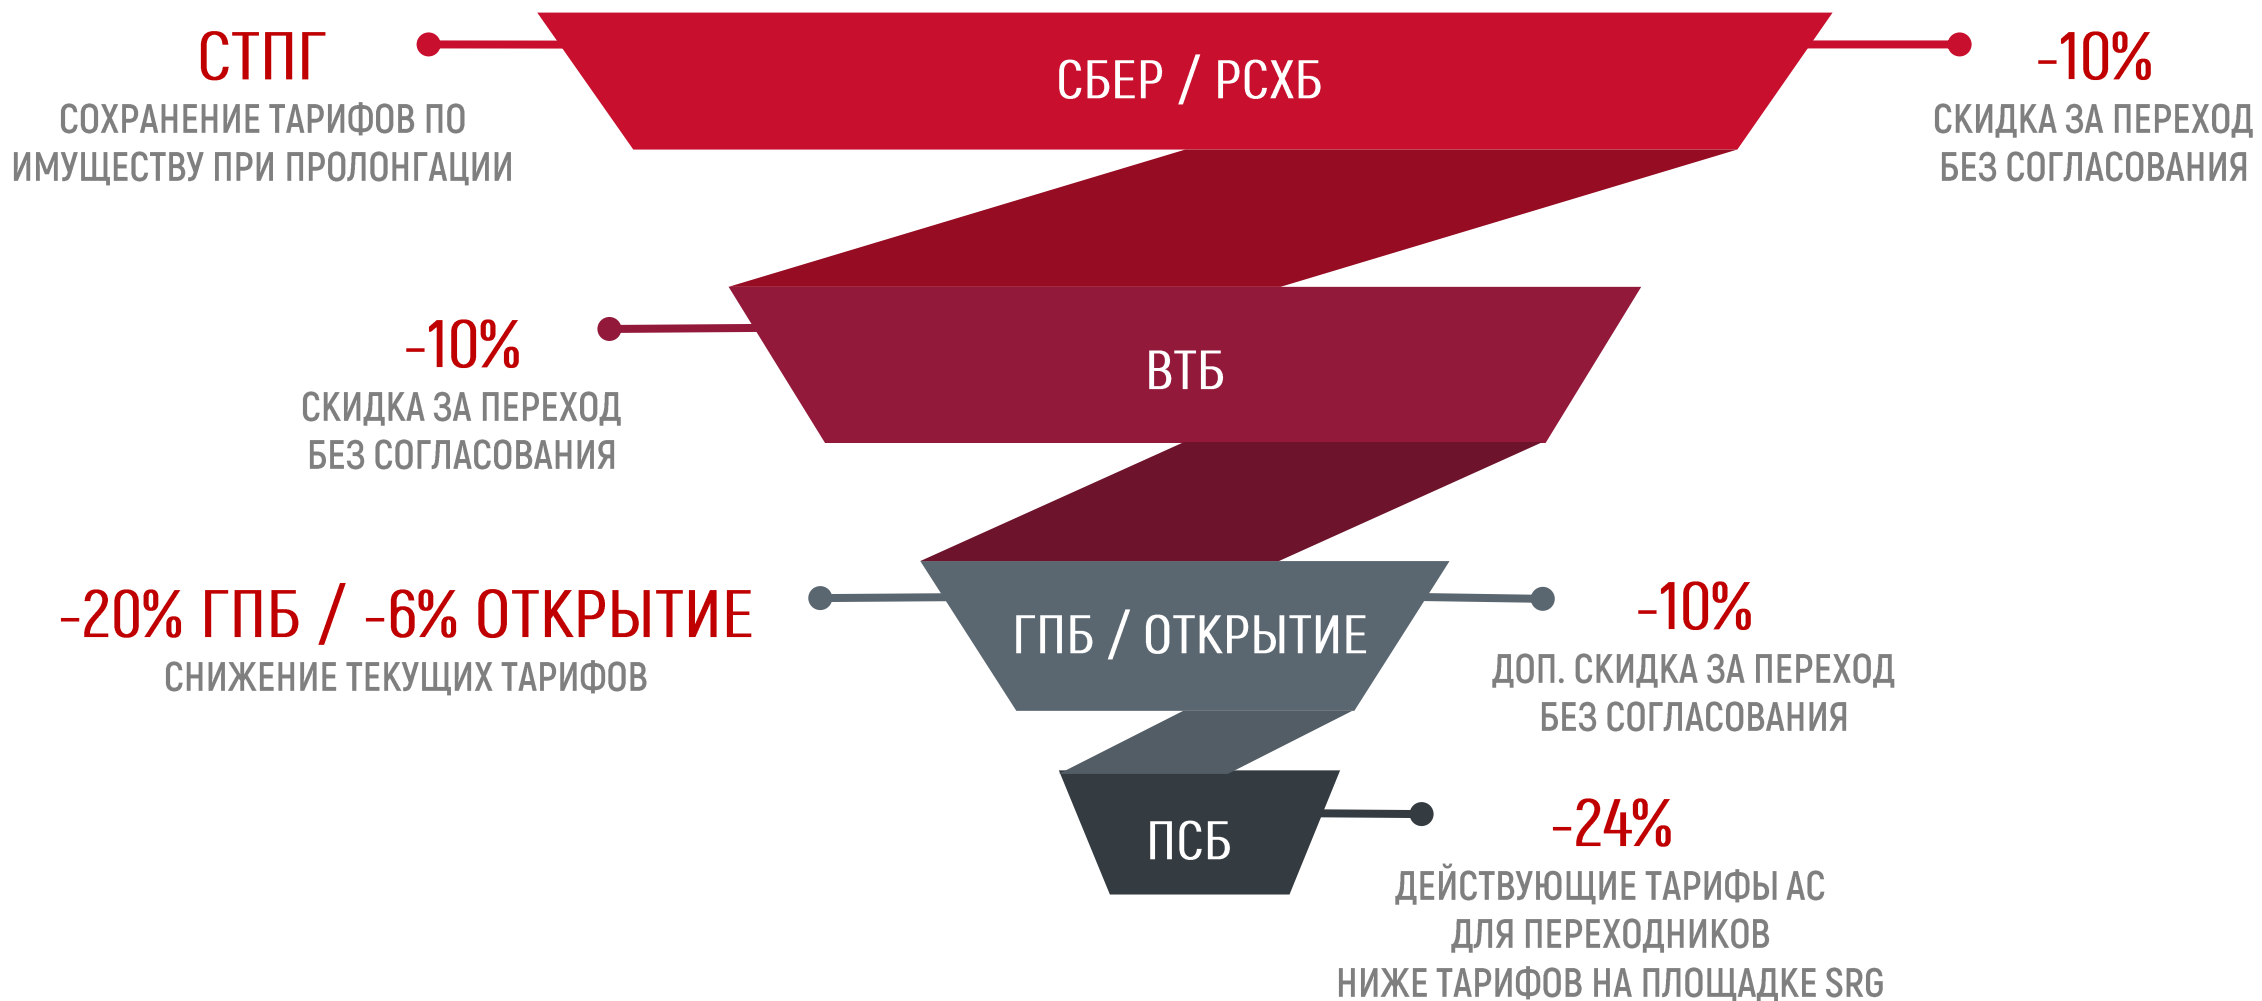 СТПГ
СОХРАНЕНИЕ ТАРИФОВ ПО
ИМУЩЕСТВУ ПРИ ПРОЛОНГАЦИИ
СБЕР / РСХБ
-10%
СКИДКА ЗА ПЕРЕХОД
БЕЗ СОГЛАСОВАНИЯ
-10%
СКИДКА ЗА ПЕРЕХОД
БЕЗ СОГЛАСОВАНИЯ
ВТБ
-20% ГПБ / -6% ОТКРЫТИЕ
СНИЖЕНИЕ ТЕКУЩИХ ТАРИФОВ
ГПБ / ОТКРЫТИЕ
-10%
ДОП. СКИДКА ЗА ПЕРЕХОД
БЕЗ СОГЛАСОВАНИЯ
ПСБ
-24%
ДЕЙСТВУЮЩИЕ ТАРИФЫ АС
ДЛЯ ПЕРЕХОДНИКОВ
НИЖЕ ТАРИФОВ НА ПЛОЩАДКЕ SRG